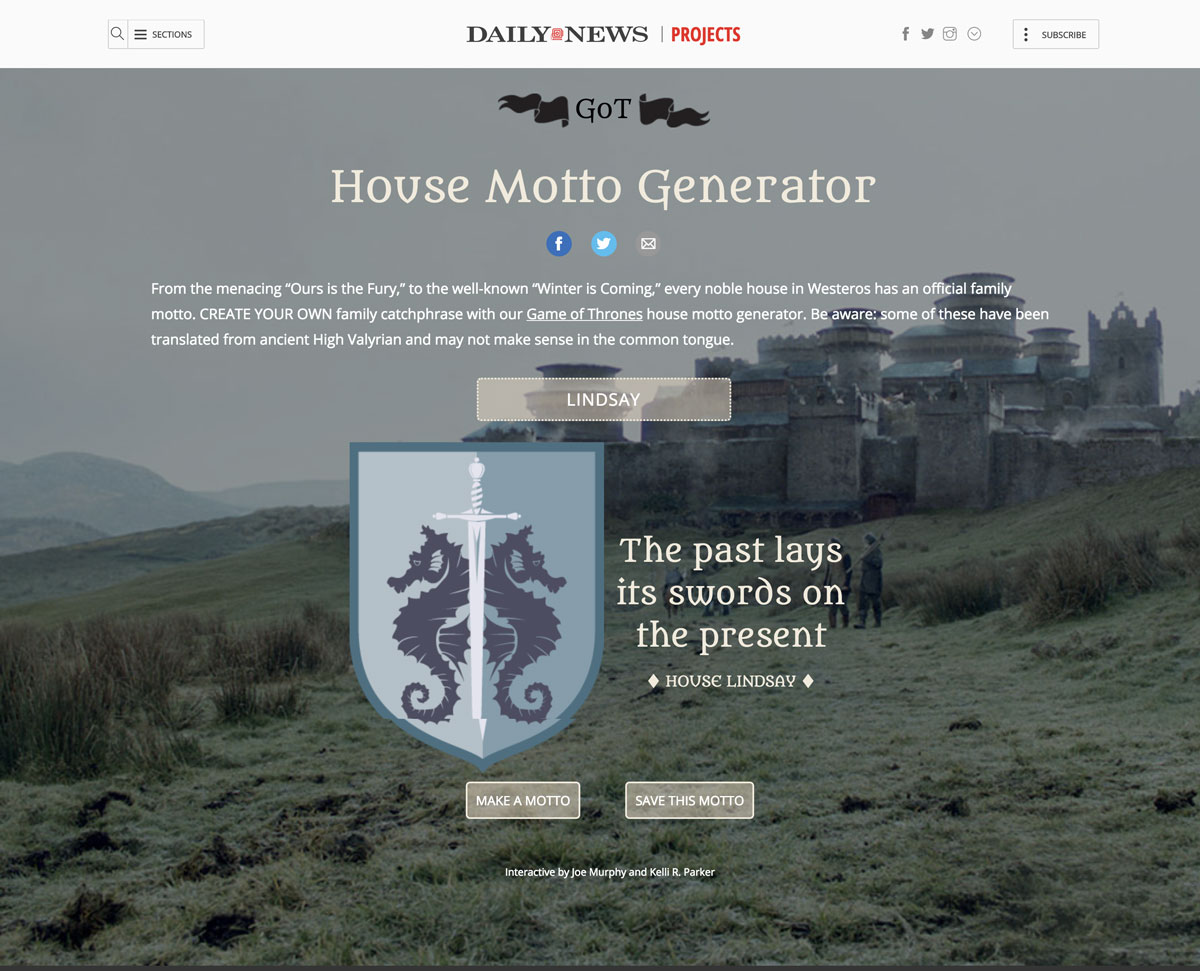 SECTIONS
DAILY NEWS | PROJECTS
SUBSCRIBE
GoT
House Motto Generator
From the menacing “Ours is the Fury,” to the well-known “Winter is Coming,” every noble house in Westeros has an official family
motto. CREATE YOUR OWN family catchphrase with our Game of Thrones house motto generator. Be aware: some of these have been
translated from ancient High Valyrian and may not make sense in the common tongue.
LINDSAY
The past lays
its swords on
the present
♦ HOUSE LINDSAY ♦
MAKE A MOTTO
SAVE THIS MOTTO
Interactive by Joe Murphy and Kelli R. Parker